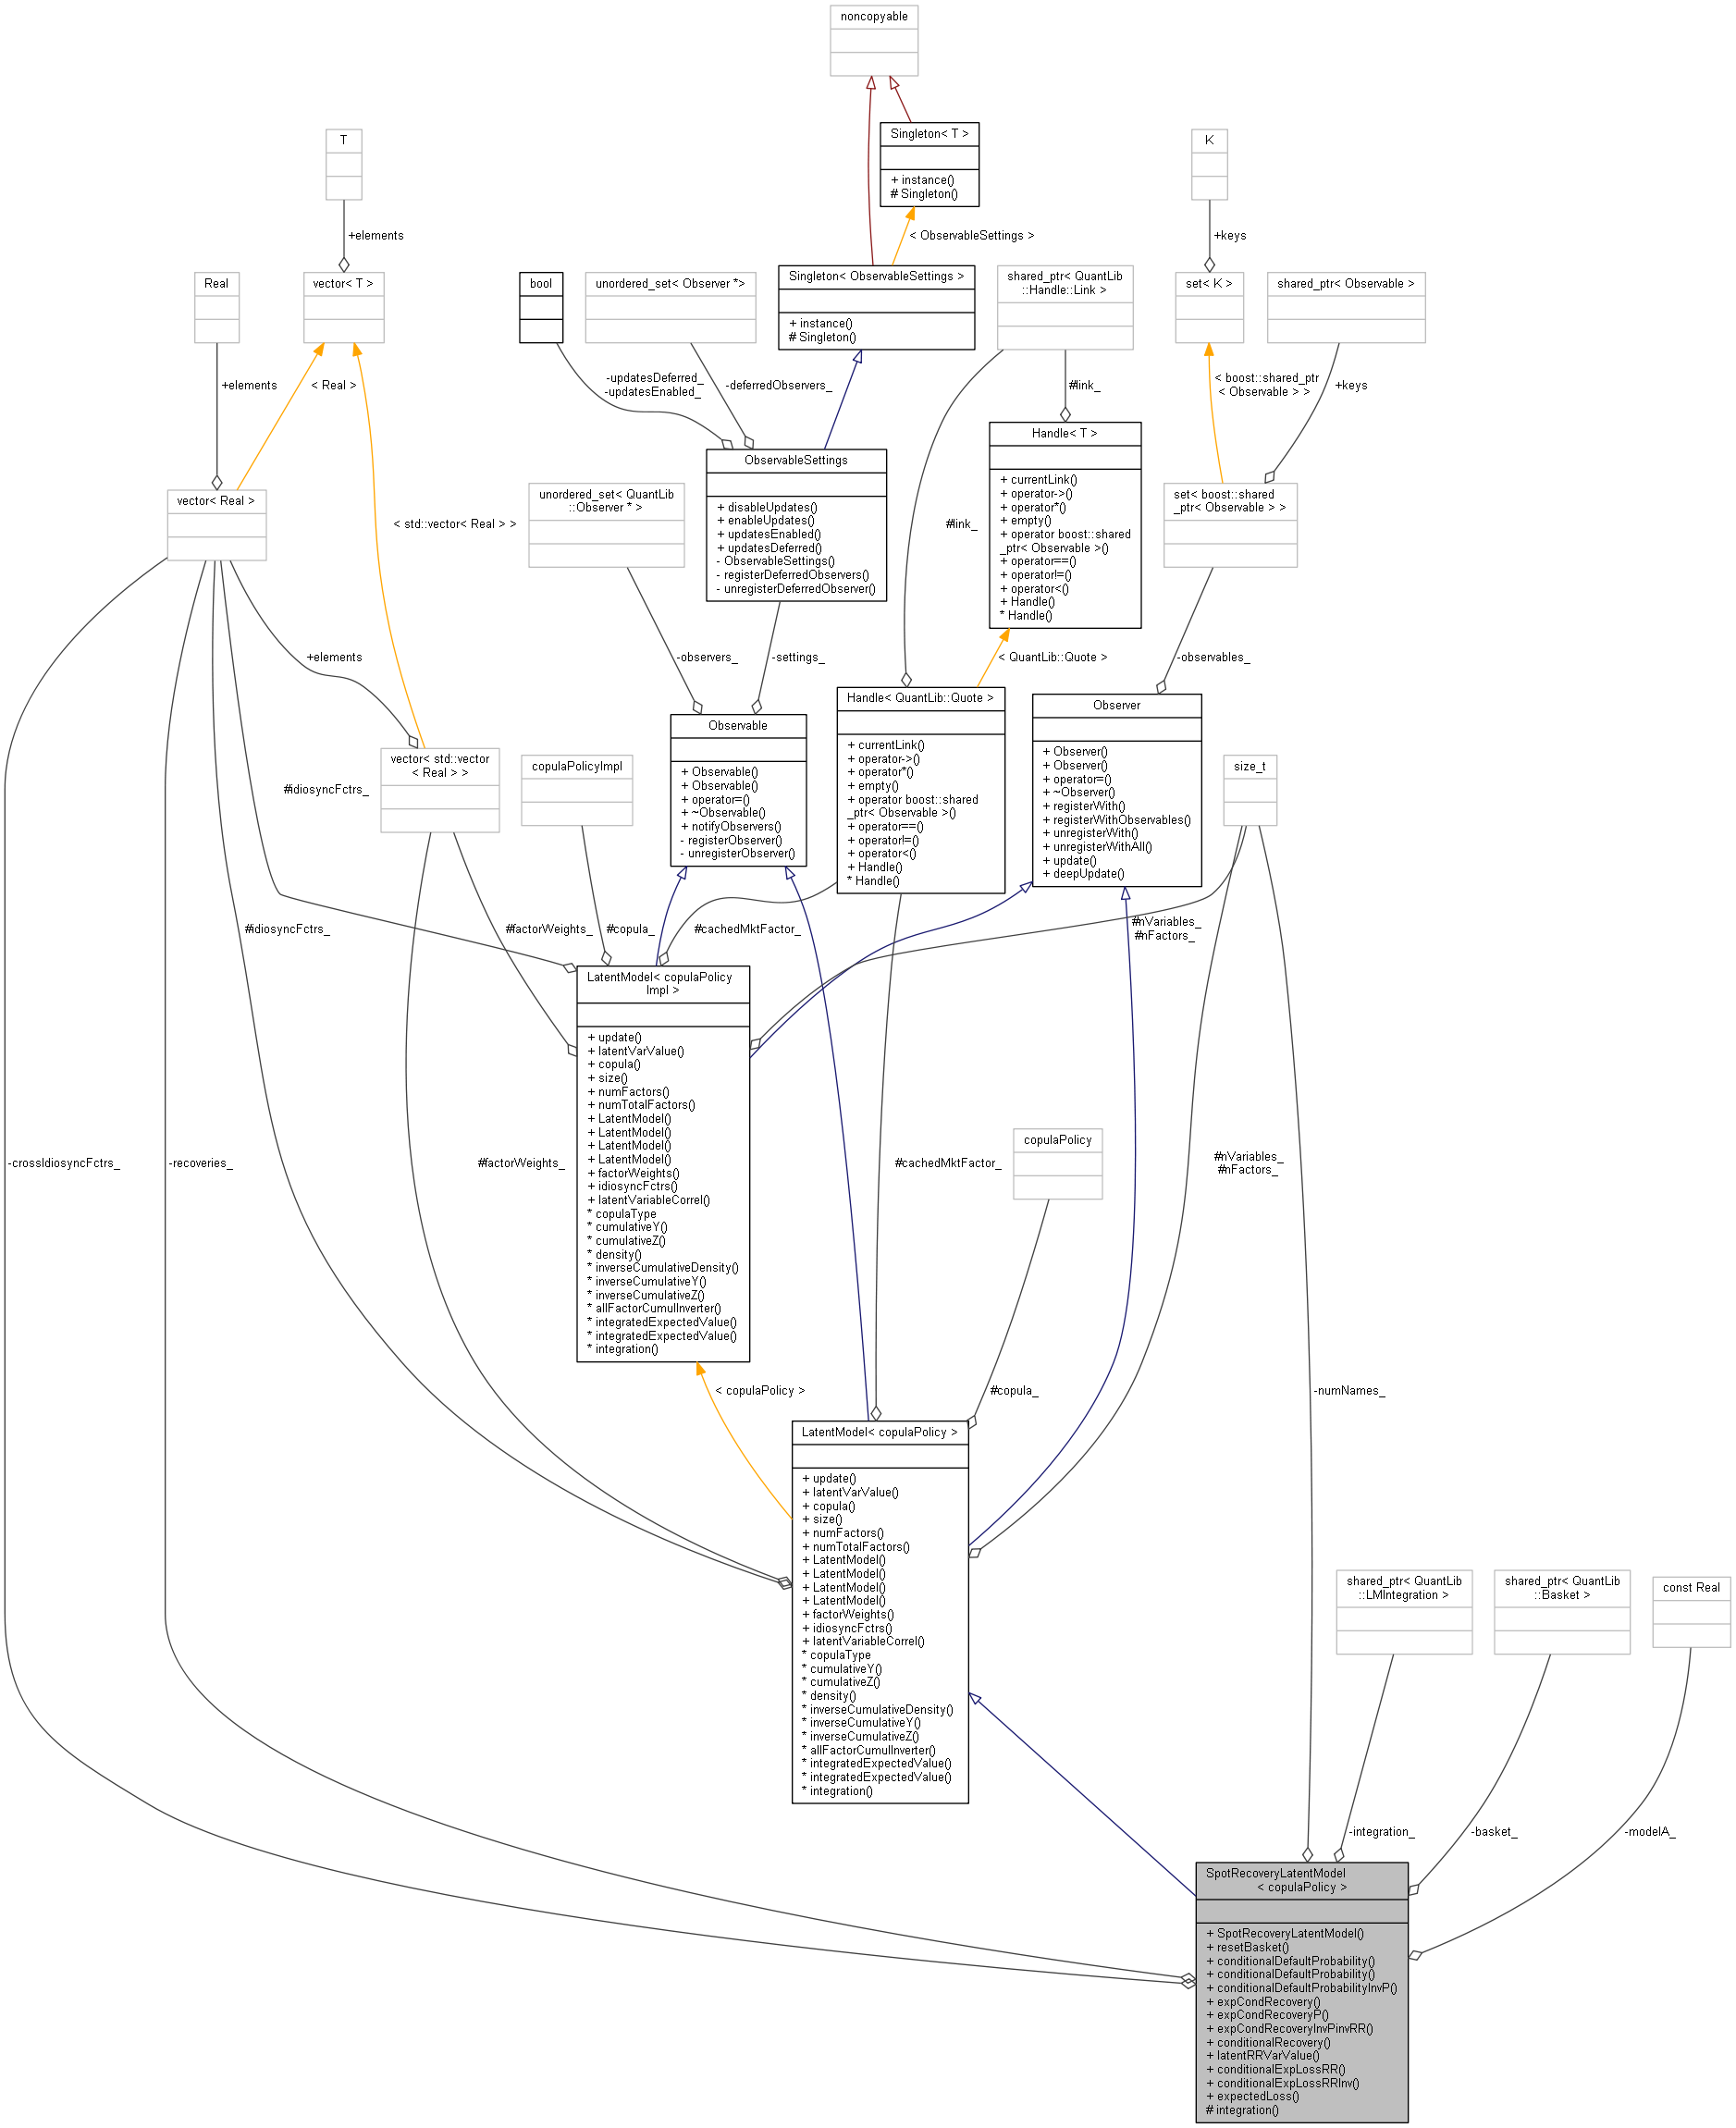 noncopyable
T
Singleton< T >
+ instance()
# Singleton()
K
+elements
< ObservableSettings >
+keys
Real
vector< T >
bool
unordered_set< Observer *>
Singleton< ObservableSettings >
+ instance()
# Singleton()
shared_ptr< QuantLib
::Handle::Link >
set< K >
shared_ptr< Observable >
+elements
< Real >
-updatesDeferred_
-updatesEnabled_
-deferredObservers_
#link_
< boost::shared_ptr
< Observable > >
+keys
vector< Real >
< std::vector< Real > >
unordered_set< QuantLib
::Observer * >
ObservableSettings
+ disableUpdates()
+ enableUpdates()
+ updatesEnabled()
+ updatesDeferred()
- ObservableSettings()
- registerDeferredObservers()
- unregisterDeferredObserver()
#link_
Handle< T >
+ currentLink()
+ operator->()
+ operator*()
+ empty()
+ operator boost::shared
_ptr< Observable >()
+ operator==()
+ operator!=()
+ operator<()
+ Handle()
* Handle()
set< boost::shared
_ptr< Observable > >
+elements
-observers_
-settings_
< QuantLib::Quote >
-observables_
#idiosyncFctrs_
vector< std::vector
< Real > >
copulaPolicyImpl
Observable
+ Observable()
+ Observable()
+ operator=()
+ ~Observable()
+ notifyObservers()
- registerObserver()
- unregisterObserver()
Handle< QuantLib::Quote >
+ currentLink()
+ operator->()
+ operator*()
+ empty()
+ operator boost::shared
_ptr< Observable >()
+ operator==()
+ operator!=()
+ operator<()
+ Handle()
* Handle()
Observer
+ Observer()
+ Observer()
+ operator=()
+ ~Observer()
+ registerWith()
+ registerWithObservables()
+ unregisterWith()
+ unregisterWithAll()
+ update()
+ deepUpdate()
size_t
#idiosyncFctrs_
#factorWeights_
#copula_
#cachedMktFactor_
#nVariables_
#nFactors_
LatentModel< copulaPolicy
Impl >
+ update()
+ latentVarValue()
+ copula()
+ size()
+ numFactors()
+ numTotalFactors()
+ LatentModel()
+ LatentModel()
+ LatentModel()
+ LatentModel()
+ factorWeights()
+ idiosyncFctrs()
+ latentVariableCorrel()
* copulaType
* cumulativeY()
* cumulativeZ()
* density()
* inverseCumulativeDensity()
* inverseCumulativeY()
* inverseCumulativeZ()
* allFactorCumulInverter()
* integratedExpectedValue()
* integratedExpectedValue()
* integration()
-crossIdiosyncFctrs_
-recoveries_
#factorWeights_
#cachedMktFactor_
copulaPolicy
#nVariables_
#nFactors_
< copulaPolicy >
#copula_
-numNames_
LatentModel< copulaPolicy >
+ update()
+ latentVarValue()
+ copula()
+ size()
+ numFactors()
+ numTotalFactors()
+ LatentModel()
+ LatentModel()
+ LatentModel()
+ LatentModel()
+ factorWeights()
+ idiosyncFctrs()
+ latentVariableCorrel()
* copulaType
* cumulativeY()
* cumulativeZ()
* density()
* inverseCumulativeDensity()
* inverseCumulativeY()
* inverseCumulativeZ()
* allFactorCumulInverter()
* integratedExpectedValue()
* integratedExpectedValue()
* integration()
shared_ptr< QuantLib
::LMIntegration >
shared_ptr< QuantLib
::Basket >
const Real
-integration_
-basket_
-modelA_
SpotRecoveryLatentModel
< copulaPolicy >
+ SpotRecoveryLatentModel()
+ resetBasket()
+ conditionalDefaultProbability()
+ conditionalDefaultProbability()
+ conditionalDefaultProbabilityInvP()
+ expCondRecovery()
+ expCondRecoveryP()
+ expCondRecoveryInvPinvRR()
+ conditionalRecovery()
+ latentRRVarValue()
+ conditionalExpLossRR()
+ conditionalExpLossRRInv()
+ expectedLoss()
# integration()